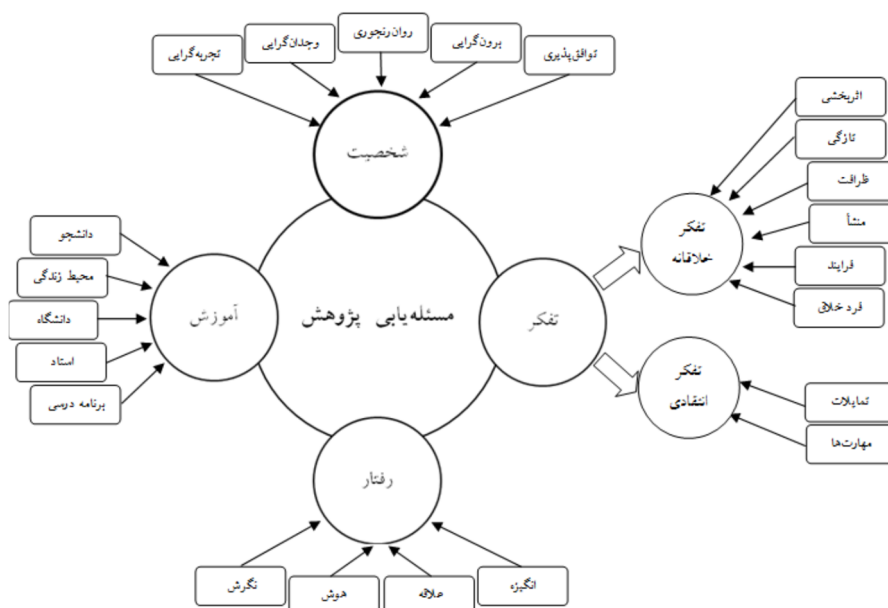 توافق‌پذیری
برون‌گرایی
روان‌رنجوری
وجدان‌گرایی
تجربه‌گرایی
شخصیت
اثربخشی
تازگی
ظرافت
منشأ
فرایند
فرد خلاق
تفکر
خلاقانه
تفکر
مسئله‌یابی پژوهش
آموزش
دانشجو
محیط زندگی
دانشگاه
استاد
برنامه درسی
تفکر
انتقادی
تمایلات
مهارت‌ها
رفتار
انگیزه
علاقه
هوش
نگرش